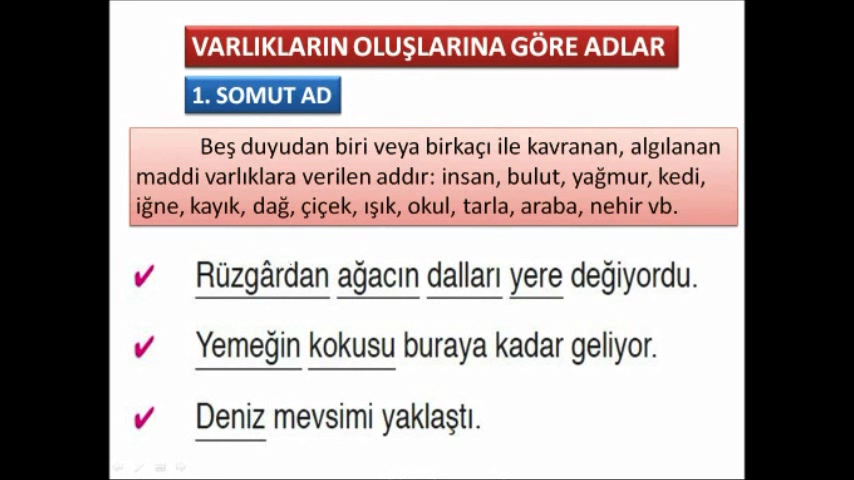 VARLIKLARIN OLUŞLARINA GÖRE ADLAR
1. SOMUT AD
Beş duyudan biri veya birkaçı ile kavranan, algılanan
maddi varlıklara verilen addır: insan, bulut, yağmur, kedi,
iğne, kayık, dağ, çiçek, ışık, okul, tarla, araba, nehir vb.
Rüzgârdan ağacın dalları yere değiyordu.
Yemeğin kokusu buraya kadar geliyor.
Deniz mevsimi yaklaştı.